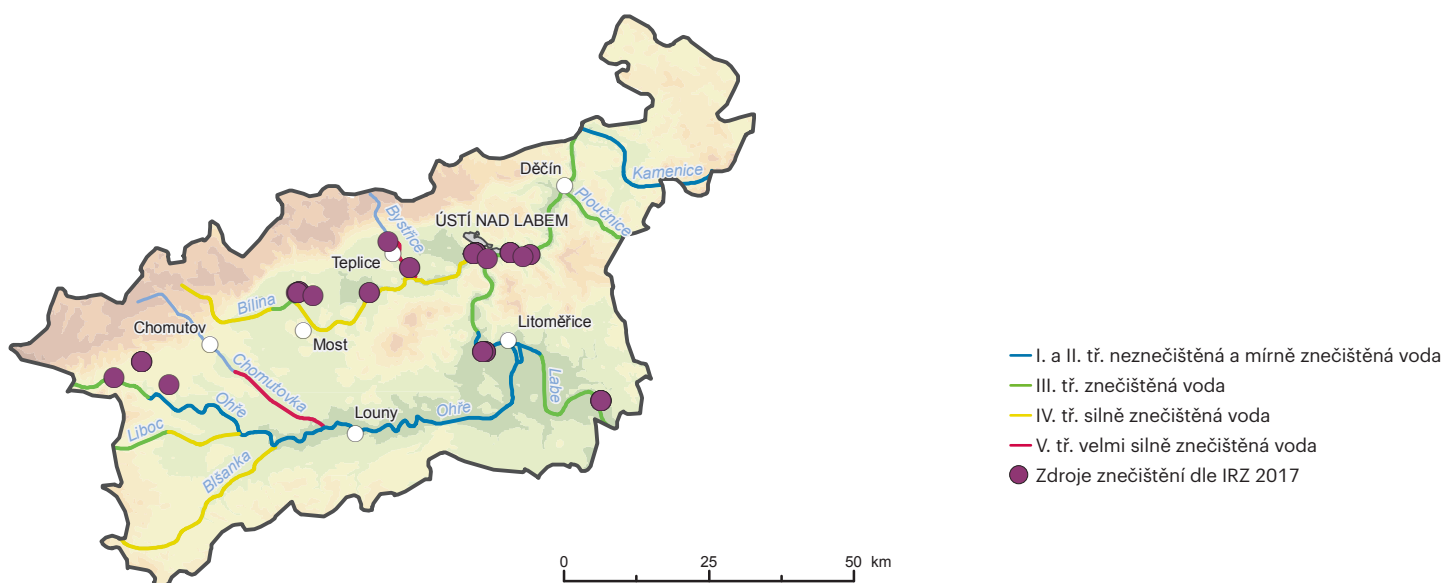 Děčín
Kamenice
Ploučnice
Bystřice
ÚSTÍ NAD LABEM
Teplice
Bílina
Chomutov
Most
Litoměřice
Chomutovka
Labe
Ohře
Louny
Ohře
Liboc
Blšanka
I. a II. tř. neznečištěná a mírně znečištěná voda
III. tř. znečištěná voda
IV. tř. silně znečištěná voda
V. tř. velmi silně znečištěná voda
Zdroje znečištění dle IRZ 2017
0 25 50 km